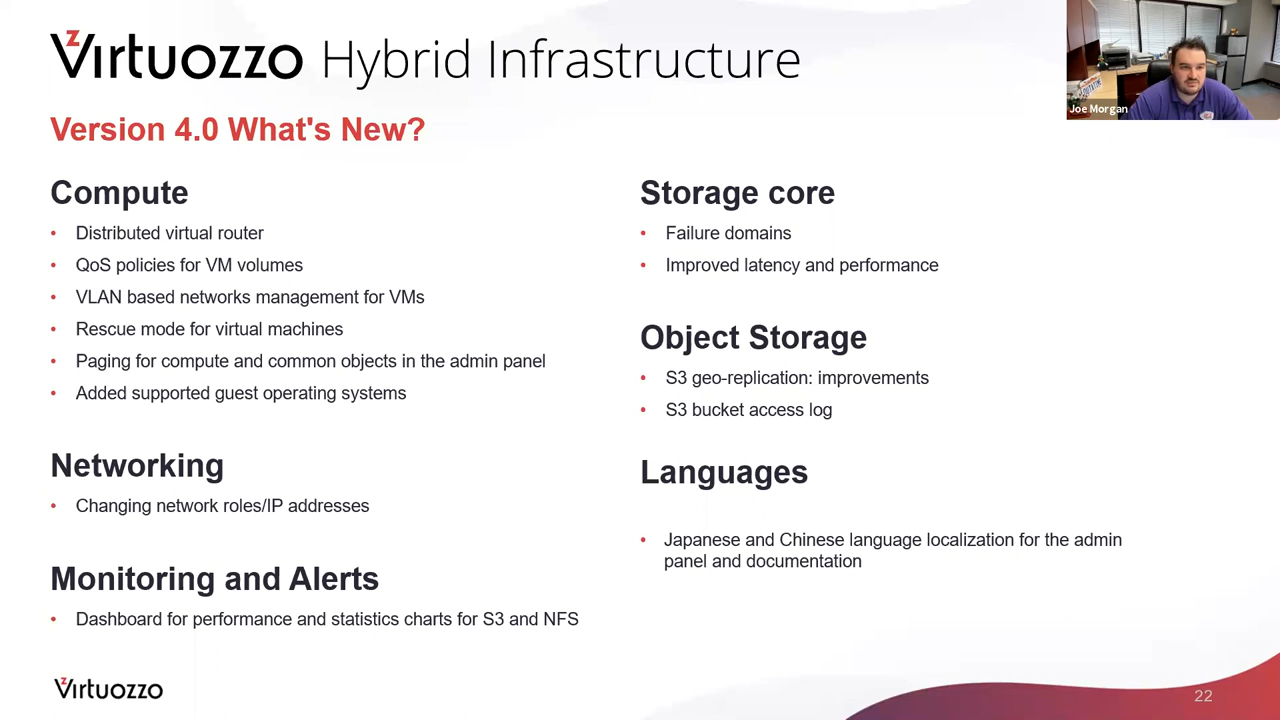 Virtuozzo Hybrid Infrastructure
Joe Morgan
Version 4.0 What's New?
Compute
• Distributed virtual router
• QoS policies for VM volumes
• VLAN based networks management for VMs
• Rescue mode for virtual machines
• Paging for compute and common objects in the admin panel
• Added supported guest operating systems
Networking
• Changing network roles/IP addresses
Monitoring and Alerts
• Dashboard for performance and statistics charts for S3 and NFS
Storage core
• Failure domains
• Improved latency and performance
Object Storage
• S3 geo-replication: improvements
• S3 bucket access log
Languages
• Japanese and Chinese language localization for the admin
panel and documentation
Virtuozzo
22